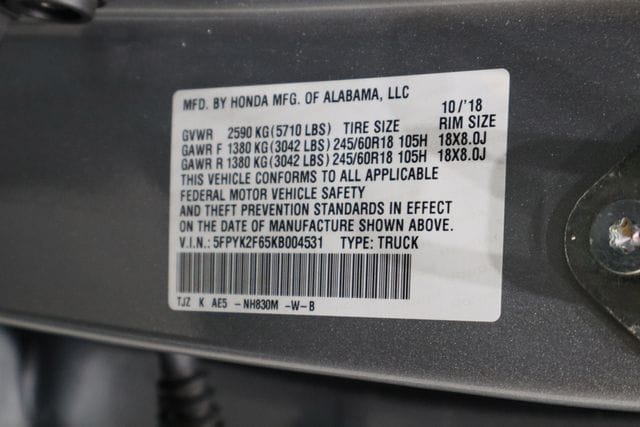 MFD. BY HONDA MFG. OF ALABAMA, LLC 10/'18
GVWR 2590 KG(5710 LBS) TIRE SIZE RIM SIZE
GAWR F 1380 KG(3042 LBS) 245/60R18 105H 18X8.0J
GAWR R 1380 KG(3042 LBS) 245/60R18 105H 18X8.0J
THIS VEHICLE CONFORMS TO ALL APPLICABLE
FEDERAL MOTOR VEHICLE SAFETY
AND THEFT PREVENTION STANDARDS IN EFFECT
ON THE DATE OF MANUFACTURE SHOWN ABOVE.
V.I.N.: 5FPYK2F65KB004531 TYPE: TRUCK
TJZ K AE5 -NH830M -W-B